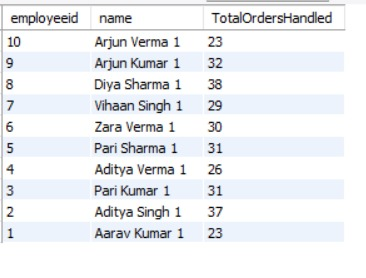 employeeid name TotalOrdersHandled
10 Arjun Verma 1 23
9 Arjun Kumar 1 32
8 Diya Sharma 1 38
7 Vihaan Singh 1 29
6 Zara Verma 1 30
5 Pari Sharma 1 31
4 Aditya Verma 1 26
3 Pari Kumar 1 31
2 Aditya Singh 1 37
1 Aarav Kumar 1 23